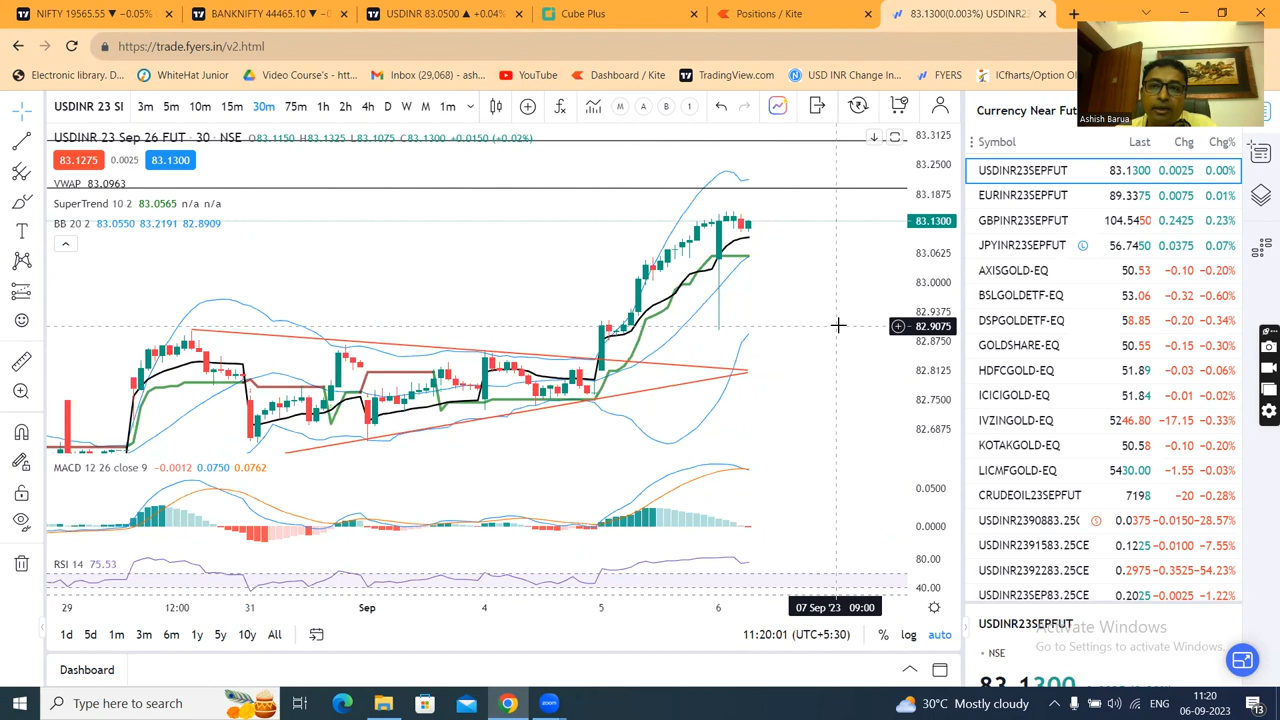 NIFTY 19565.55 −0.05%
BANKNIFTY 44465.10
USDINR 83.0500 ▲ +0.04%
Cube Plus
Positions / Kite
83.1300(0.003%) USDINR23
https://trade.fyers.in/v2.html
Electronic library. D...
WhiteHat Junior
Video Course's - htt...
Inbox (29,068) - ash...
YouTube
Dashboard / Kite
TradingView.com
USD INR Change In...
FYERS
ICfharts/Option Ol
Ashish Barua
USDINR 23 SI
3m 5m 10m 15m 30m 75m 1h 2h 4h D W M 1m
M A B 1
USDINR 23 Sep 26 FUT · 30 · NSE O83.1150 H83.1325 L83.1075 C83.1300 +0.0150 (+0.02%)
83.1275 0.0025 83.1300
VWAP 83.0963
SuperTrend 10 2 83.0565 n/a n/a
BB 20 2 83.0550 83.2191 82.8909
83.3125
83.2500
83.1875
83.1300
83.0625
83.0000
82.9375
82.9075
82.8750
82.8125
82.7500
82.6875
MACD 12 26 close 9 −0.0012 0.0750 0.0762
0.0500
0.0000
RSI 14 75.53
80.00
40.00
29 12:00 31 Sep 4 5 6 07 Sep '23 09:00
1d 5d 1m 3m 6m 1y 5y 10y All
11:20:01 (UTC+5:30) % log auto
Dashboard
Currency Near Fut
Symbol Last Chg Chg%
USDINR23SEPFUT 83.1300 0.0025 0.00%
EURINR23SEPFUT 89.3375 0.0075 0.01%
GBPINR23SEPFUT 104.5450 0.2425 0.23%
JPYINR23SEPFUT L 56.7450 0.0375 0.07%
AXISGOLD-EQ 50.53 −0.10 −0.20%
BSLGOLDETF-EQ 53.06 −0.32 −0.60%
DSPGOLDETF-EQ 58.85 −0.20 −0.34%
GOLDSHARE-EQ 50.55 −0.15 −0.30%
HDFCGOLD-EQ 51.89 −0.03 −0.06%
ICICIGOLD-EQ 51.84 −0.01 −0.02%
IVZINGOLD-EQ 5246.80 −17.15 −0.33%
KOTAKGOLD-EQ 50.58 −0.10 −0.20%
LICMFGOLD-EQ 5430.00 −1.55 −0.03%
CRUDEOIL23SEPFUT 7198 −20 −0.28%
USDINR2390883.25C S 0.0375 −0.0150 −28.57%
USDINR2391583.25CE 0.1225 −0.0100 −7.55%
USDINR2392283.25CE 0.2975 −0.3525 −54.23%
USDINR23SEP83.25CE 0.2025 −0.0025 −1.22%
USDINR23SEPFUT
• NSE
83.1300
Activate Windows
Go to Settings to activate Windows.
Type here to search
zoom
30°C Mostly cloudy
ENG
11:20
06-09-2023
13